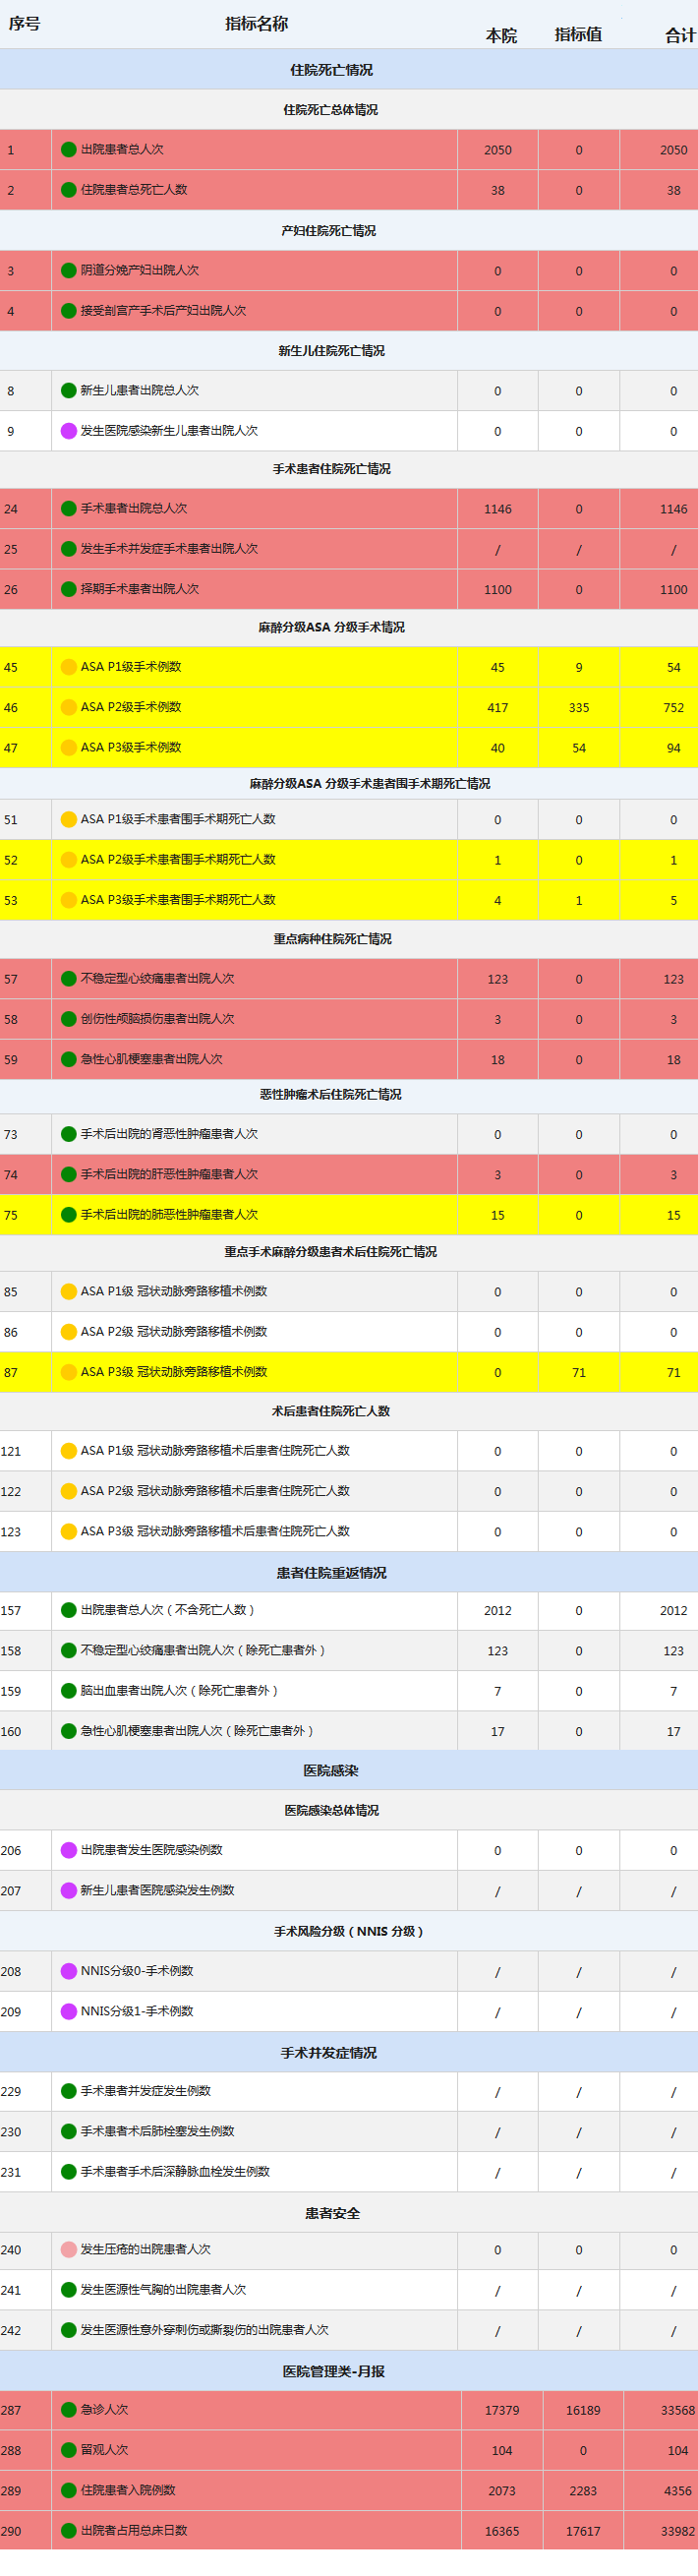 序号 指标名称 本院 指标值 合计
住院死亡情况
住院死亡总体情况
1 出院患者总人次 2050 0 2050
2 住院患者总死亡人数 38 0 38
产妇住院死亡情况
3 阴道分娩产妇出院人次 0 0 0
4 接受剖宫产手术后产妇出院人次 0 0 0
新生儿住院死亡情况
8 新生儿患者出院总人次 0 0 0
9 发生医院感染新生儿患者出院人次 0 0 0
手术患者住院死亡情况
24 手术患者出院总人次 1146 0 1146
25 发生手术并发症手术患者出院人次 / / /
26 择期手术患者出院人次 1100 0 1100
麻醉分级ASA 分级手术情况
45 ASA P1级手术例数 45 9 54
46 ASA P2级手术例数 417 335 752
47 ASA P3级手术例数 40 54 94
麻醉分级ASA 分级手术患者围手术期死亡情况
51 ASA P1级手术患者围手术期死亡人数 0 0 0
52 ASA P2级手术患者围手术期死亡人数 1 0 1
53 ASA P3级手术患者围手术期死亡人数 4 1 5
重点病种住院死亡情况
57 不稳定型心绞痛患者出院人次 123 0 123
58 创伤性颅脑损伤患者出院人次 3 0 3
59 急性心肌梗塞患者出院人次 18 0 18
恶性肿瘤术后住院死亡情况
73 手术后出院的肾恶性肿瘤患者人次 0 0 0
74 手术后出院的肝恶性肿瘤患者人次 3 0 3
75 手术后出院的肺恶性肿瘤患者人次 15 0 15
重点手术麻醉分级患者术后住院死亡情况
85 ASA P1级 冠状动脉旁路移植术例数 0 0 0
86 ASA P2级 冠状动脉旁路移植术例数 0 0 0
87 ASA P3级 冠状动脉旁路移植术例数 0 71 71
术后患者住院死亡人数
121 ASA P1级 冠状动脉旁路移植术后患者住院死亡人数 0 0 0
122 ASA P2级 冠状动脉旁路移植术后患者住院死亡人数 0 0 0
123 ASA P3级 冠状动脉旁路移植术后患者住院死亡人数 0 0 0
患者住院重返情况
157 出院患者总人次（不含死亡人数） 2012 0 2012
158 不稳定型心绞痛患者出院人次（除死亡患者外） 123 0 123
159 脑出血患者出院人次（除死亡患者外） 7 0 7
160 急性心肌梗塞患者出院人次（除死亡患者外） 17 0 17
医院感染
医院感染总体情况
206 出院患者发生医院感染例数 0 0 0
207 新生儿患者医院感染发生例数 / / /
手术风险分级（NNIS 分级）
208 NNIS分级0-手术例数 / / /
209 NNIS分级1-手术例数 / / /
手术并发症情况
229 手术患者并发症发生例数 / / /
230 手术患者术后肺栓塞发生例数 / / /
231 手术患者手术后深静脉血栓发生例数 / / /
患者安全
240 发生压疮的出院患者人次 0 0 0
241 发生医源性气胸的出院患者人次 / / /
242 发生医源性意外穿刺伤或撕裂伤的出院患者人次 / / /
医院管理类-月报
287 急诊人次 17379 16189 33568
288 留观人次 104 0 104
289 住院患者入院例数 2073 2283 4356
290 出院者占用总床日数 16365 17617 33982